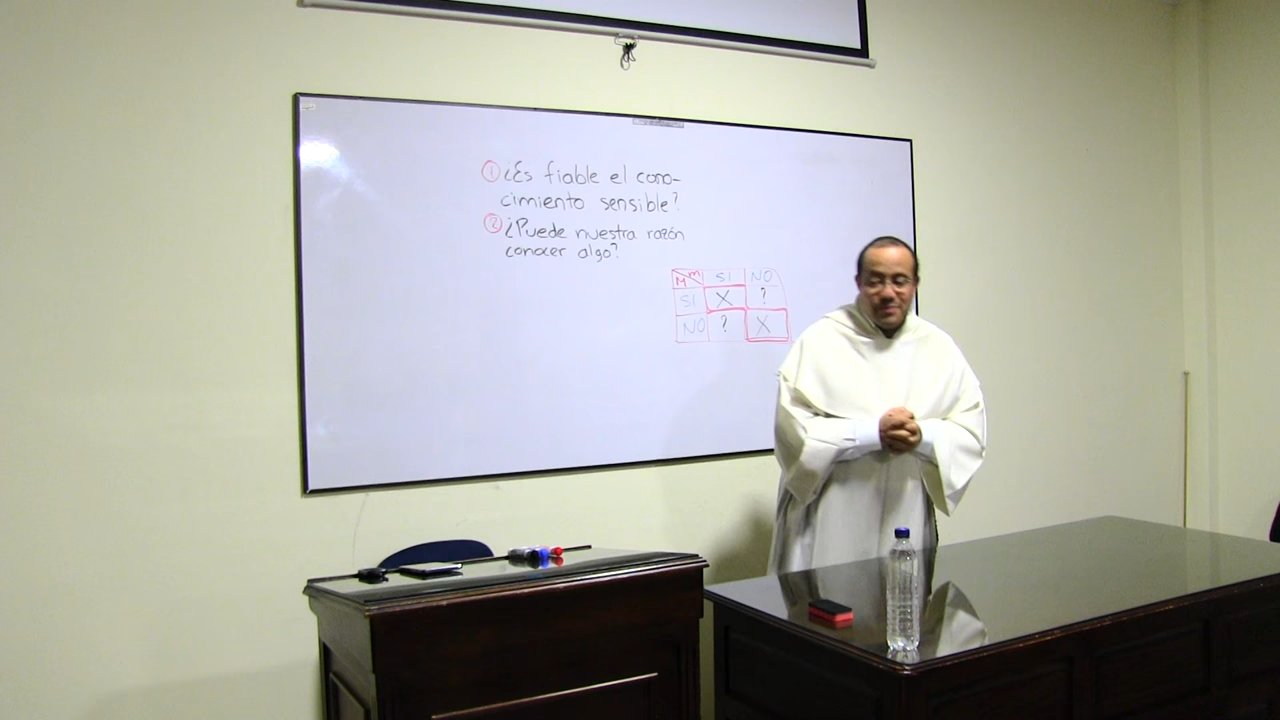 ① ¿Es fiable el cono-
cimiento sensible?
② ¿Puede nuestra razón
conocer algo?
M m SI NO
SI X ?
NO ? X